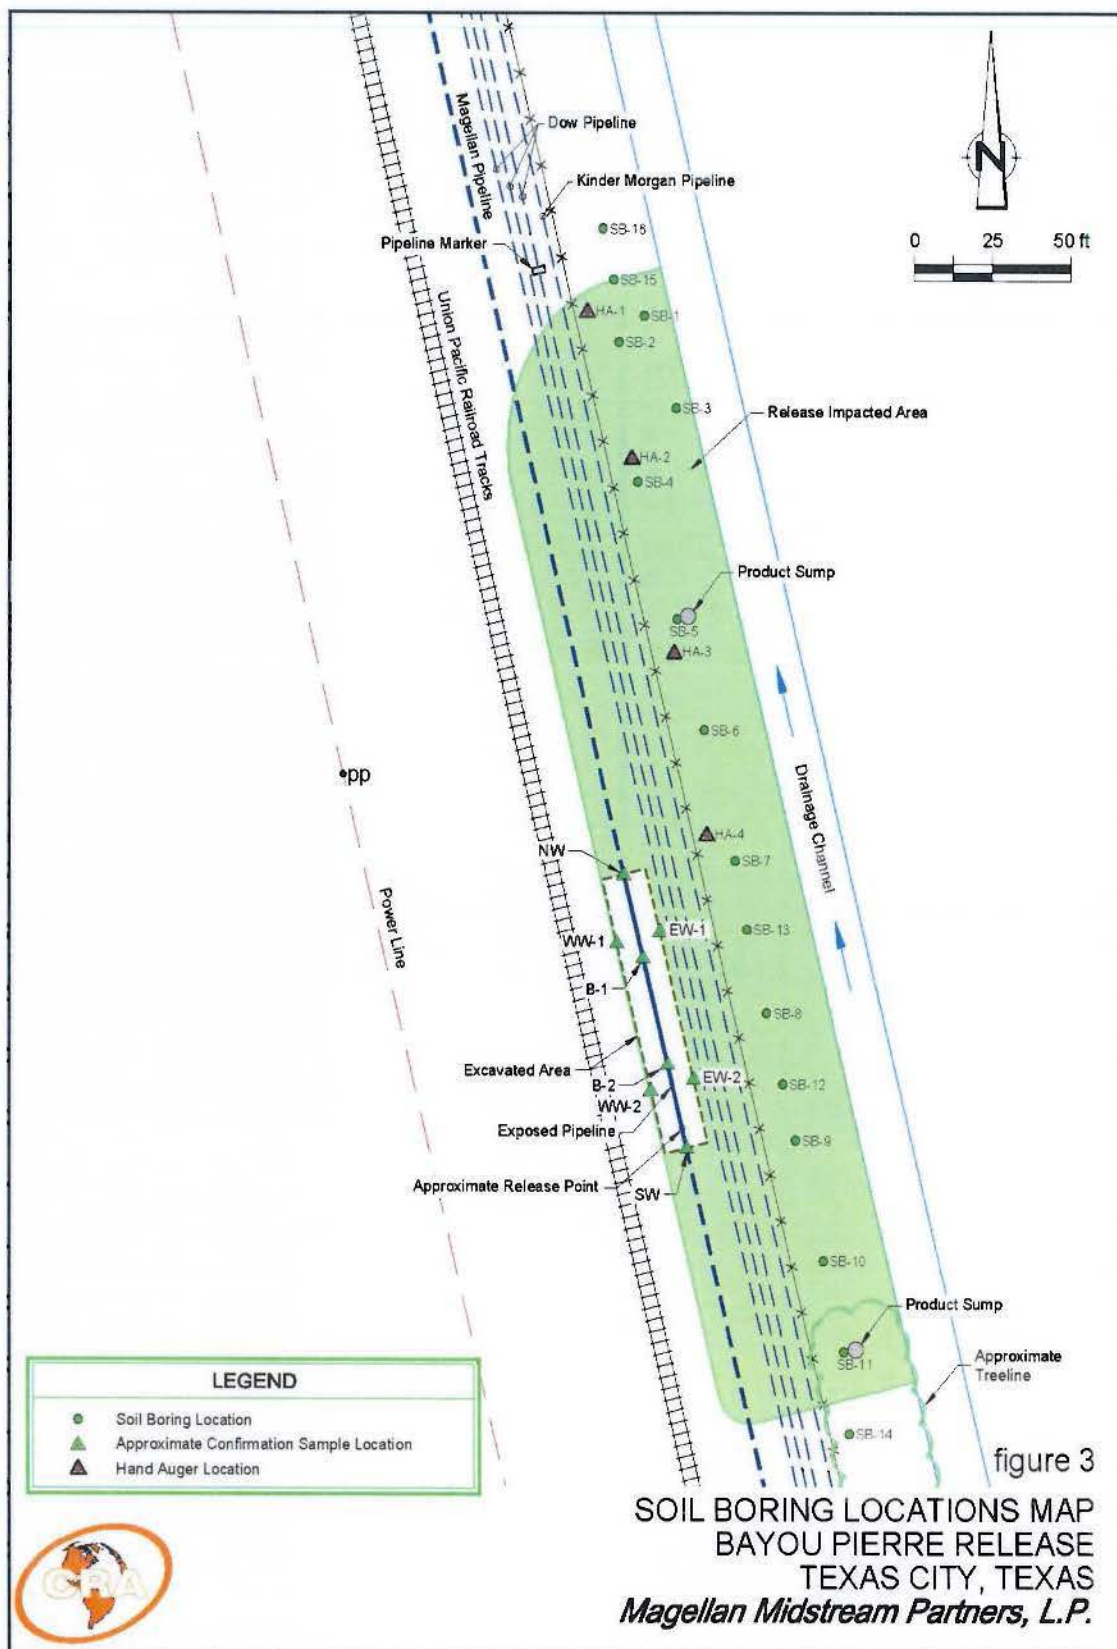 Magellan Pipeline
Dow Pipeline
Kinder Morgan Pipeline
N
Pipeline Marker
SB-16
0 25 50 ft
SB-15
HA-1
SB-1
SB-2
Union Pacific Railroad Tracks
SB-3
Release Impacted Area
HA-2
SB-4
Product Sump
SB-5
HA-3
SB-6
pp
Drainage Channel
HA-4
NW
SB-7
Power Line
WW-1
EW-1
SB-13
B-1
SB-8
Excavated Area
B-2
EW-2
SB-12
WW-2
Exposed Pipeline
SB-9
Approximate Release Point
SW
SB-10
Product Sump
SB-11
Approximate
Treeline
SB-14
LEGEND
Soil Boring Location
Approximate Confirmation Sample Location
Hand Auger Location
figure 3
SOIL BORING LOCATIONS MAP
BAYOU PIERRE RELEASE
TEXAS CITY, TEXAS
Magellan Midstream Partners, L.P.
CRA